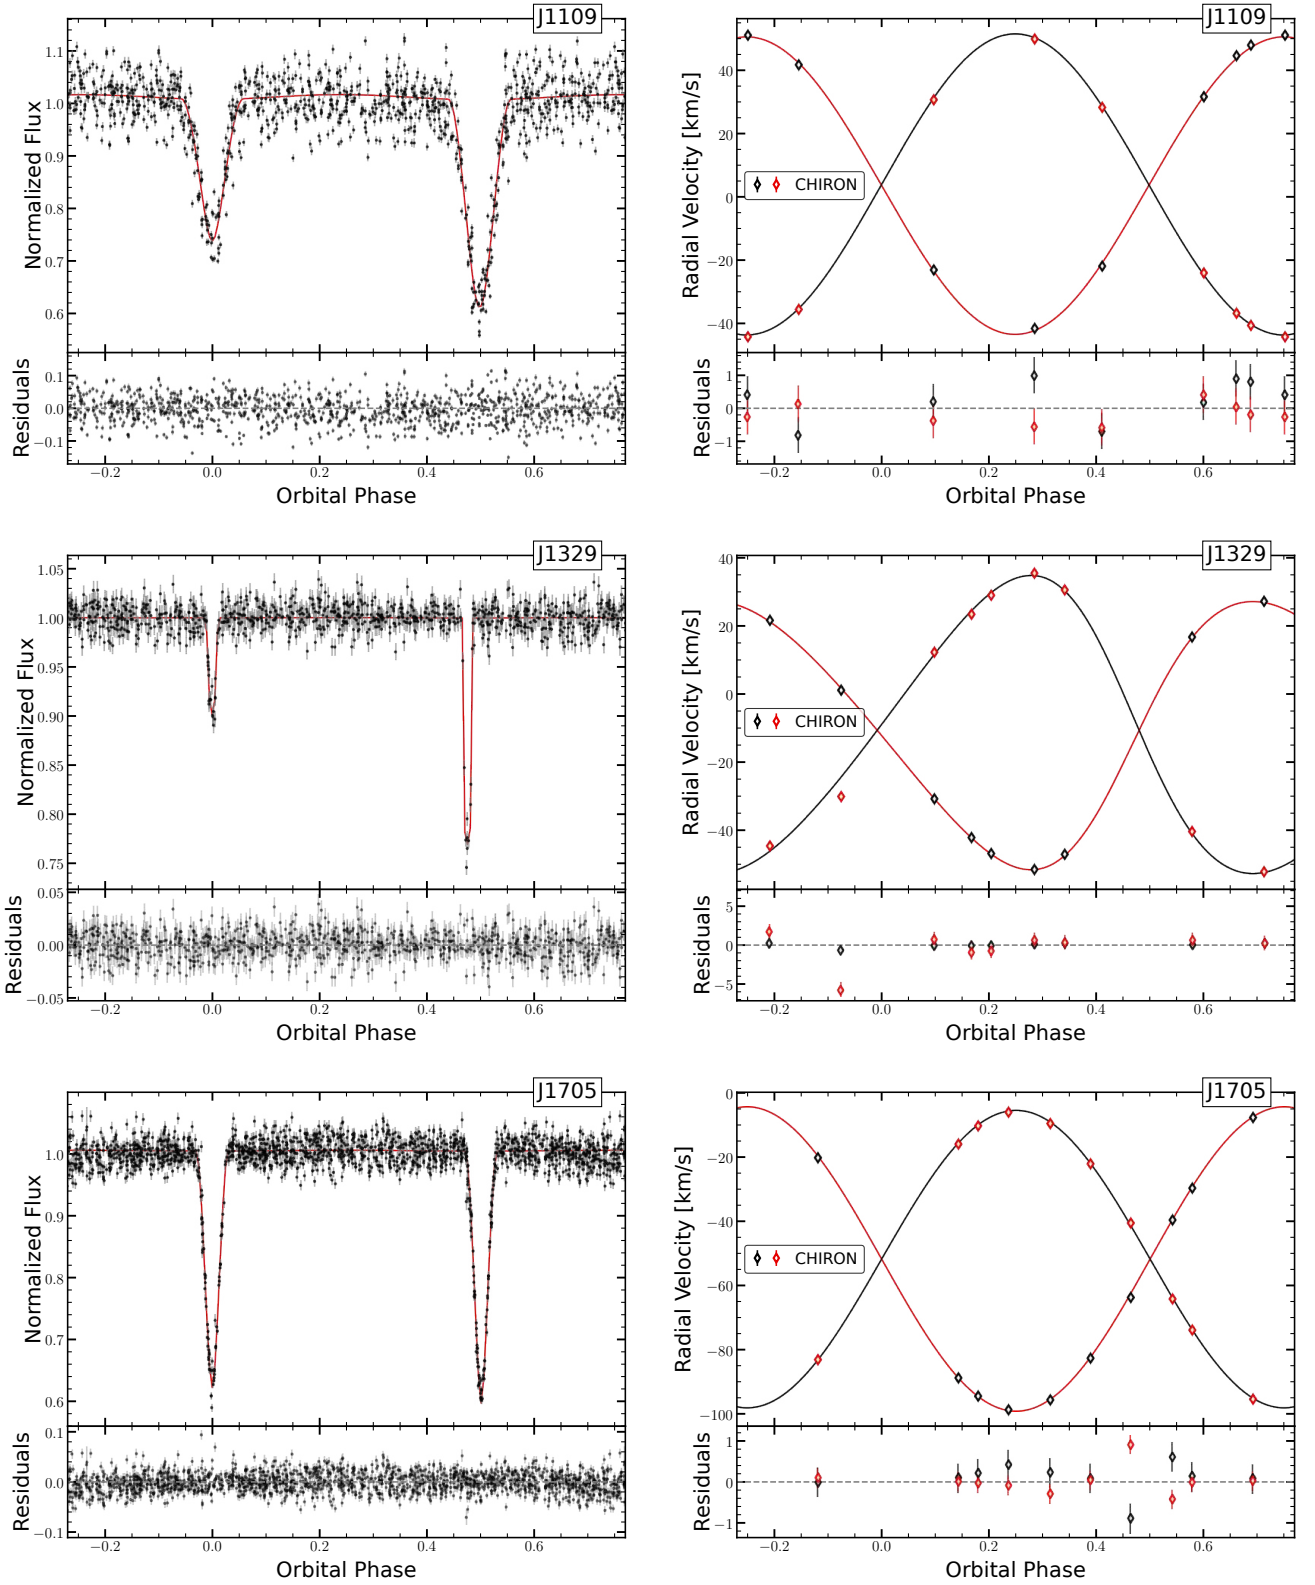 J1109
Normalized Flux
1.1
1.0
0.9
0.8
0.7
0.6
Residuals
0.1
0.0
−0.1
−0.2 0.0 0.2 0.4 0.6
Orbital Phase
J1109
Radial Velocity [km/s]
40
20
0
−20
−40
CHIRON
Residuals
1
0
−1
−0.2 0.0 0.2 0.4 0.6
Orbital Phase
J1329
Normalized Flux
1.05
1.00
0.95
0.90
0.85
0.80
0.75
Residuals
0.05
0.00
−0.05
−0.2 0.0 0.2 0.4 0.6
Orbital Phase
J1329
Radial Velocity [km/s]
40
20
0
−20
−40
CHIRON
Residuals
5
0
−5
−0.2 0.0 0.2 0.4 0.6
Orbital Phase
J1705
Normalized Flux
1.0
0.9
0.8
0.7
0.6
Residuals
0.1
0.0
−0.1
−0.2 0.0 0.2 0.4 0.6
Orbital Phase
J1705
Radial Velocity [km/s]
0
−20
−40
−60
−80
−100
CHIRON
Residuals
1
0
−1
−0.2 0.0 0.2 0.4 0.6
Orbital Phase